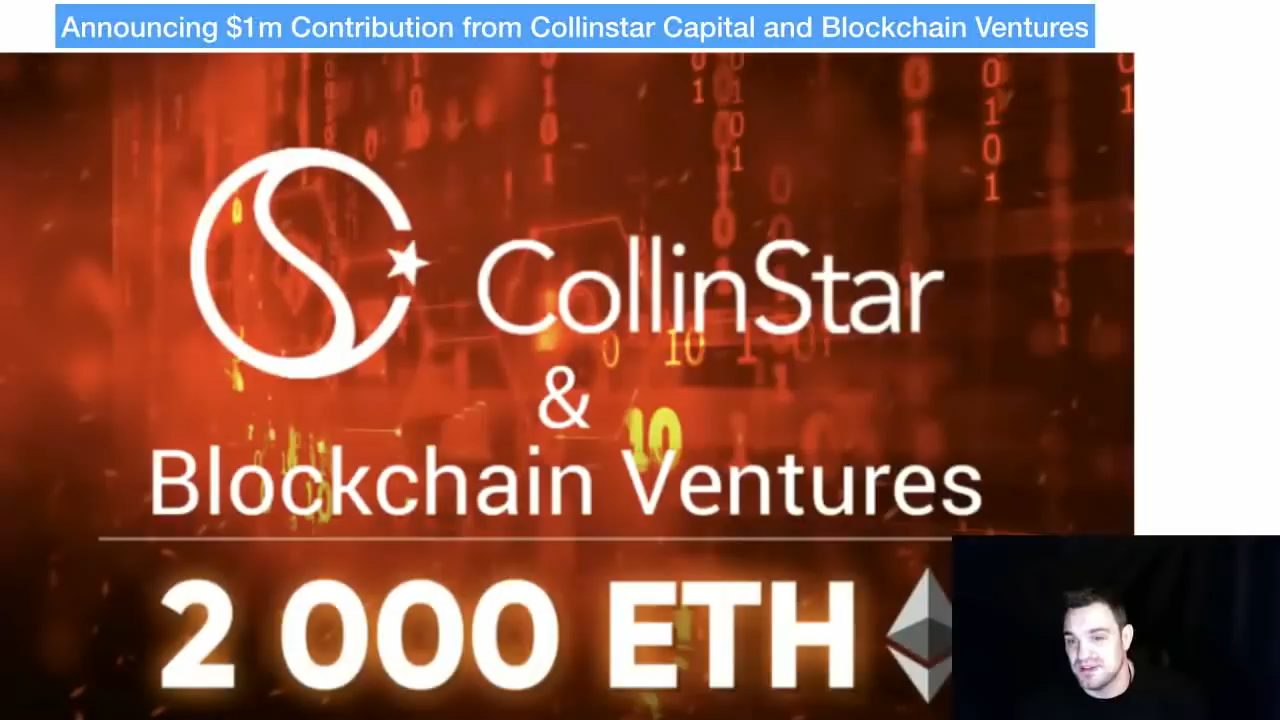 Announcing $1m Contribution from Collinstar Capital and Blockchain Ventures
CollinStar
&
Blockchain Ventures
2 000 ETH